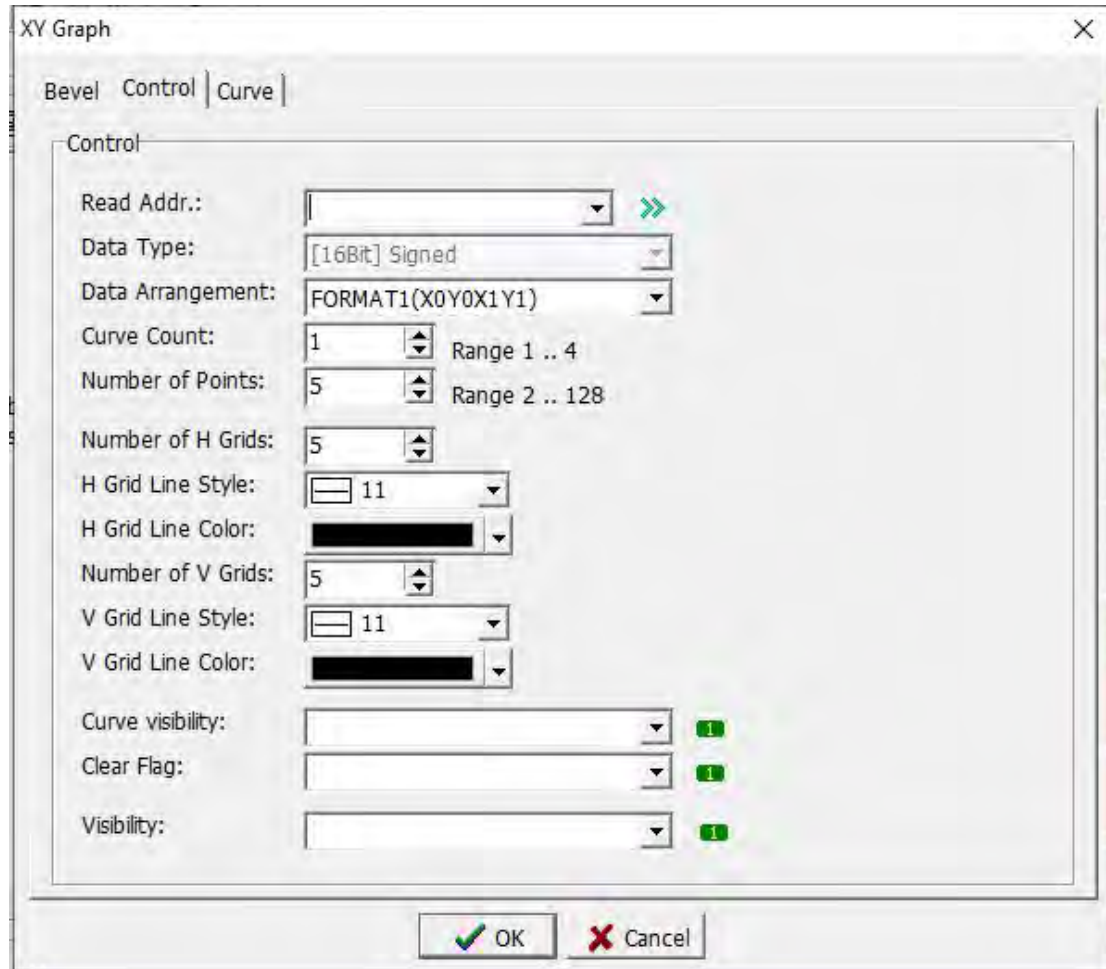 XY Graph
Bevel Control Curve
Control
Read Addr.:
Data Type: [16Bit] Signed
Data Arrangement: FORMAT1(X0Y0X1Y1)
Curve Count: 1 Range 1 .. 4
Number of Points: 5 Range 2 .. 128
Number of H Grids: 5
H Grid Line Style: 11
H Grid Line Color:
Number of V Grids: 5
V Grid Line Style: 11
V Grid Line Color:
Curve visibility: 1
Clear Flag: 1
Visibility: 1
OK Cancel